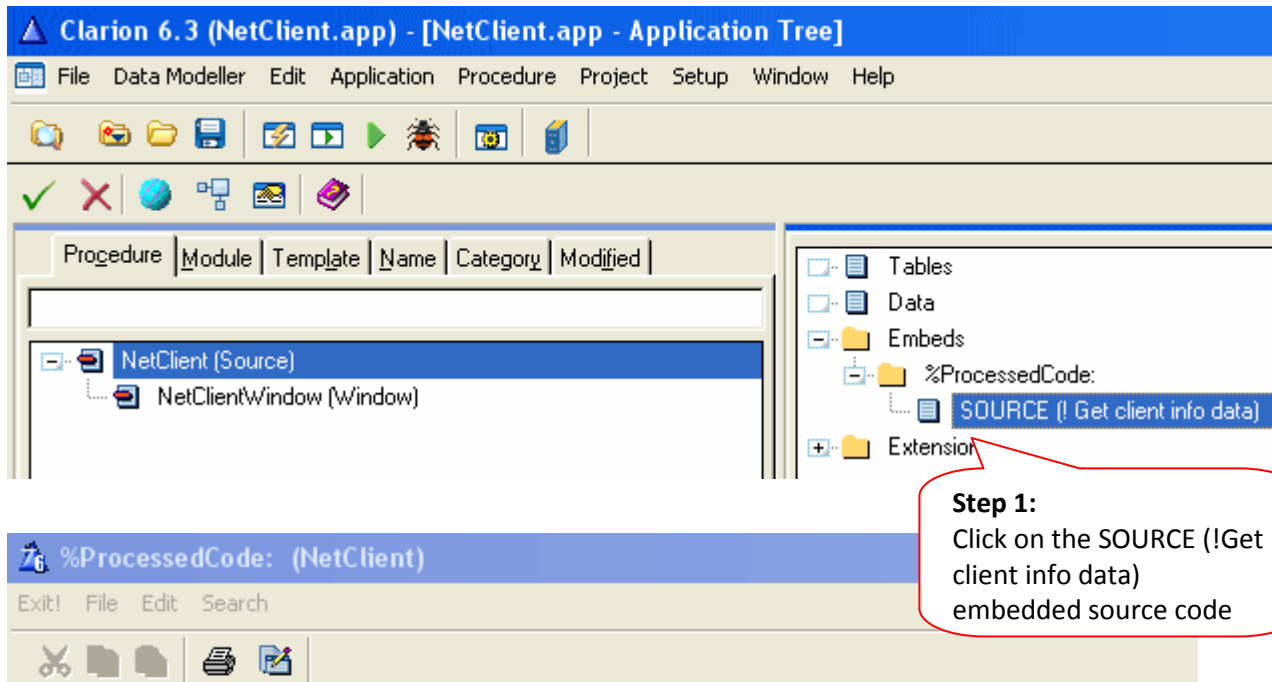 Clarion 6.3 (NetClient.app) - [NetClient.app - Application Tree]
File Data Modeller Edit Application Procedure Project Setup Window Help
Procedure Module Template Name Category Modified
NetClient (Source)
NetClientWindow (Window)
Tables
Data
Embeds
%ProcessedCode:
SOURCE (! Get client info data)
Extension
Step 1:
Click on the SOURCE (!Get
client info data)
embedded source code
%ProcessedCode: (NetClient)
Exit! File Edit Search